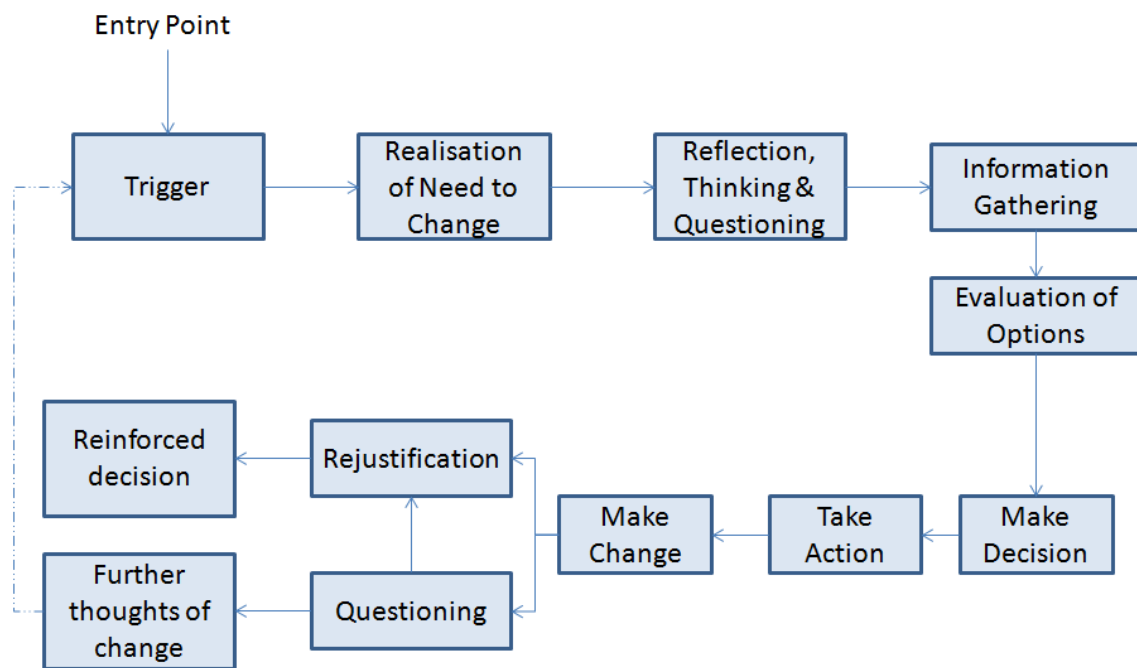 Entry Point
Trigger
Realisation
of Need to
Change
Reflection,
Thinking &
Questioning
Information
Gathering
Evaluation of
Options
Make
Decision
Take
Action
Make
Change
Rejustification
Reinforced
decision
Questioning
Further
thoughts of
change